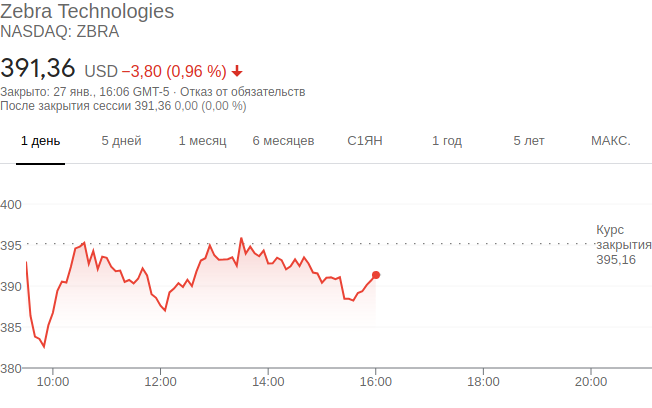 Zebra Technologies
NASDAQ: ZBRA
391,36 USD −3,80 (0,96 %)
Закрыто: 27 янв., 16:06 GMT-5 · Отказ от обязательств
После закрытия сессии 391,36 0,00 (0,00 %)
1 день 5 дней 1 месяц 6 месяцев С1ЯН 1 год 5 лет МАКС.
400
Курс
395 закрытия
395,16
390
385
380
10:00 12:00 14:00 16:00 18:00 20:00